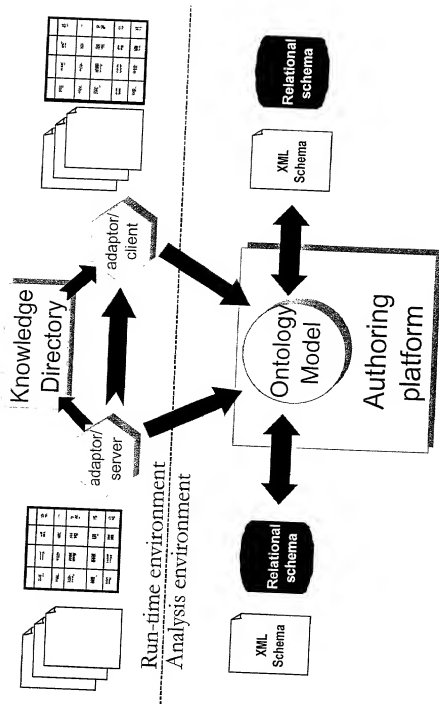 Knowledge
Directory
adaptor/
server
adaptor/
client
Run-time environment
Analysis environment
XML
Schema
Relational
schema
Ontology
Model
Authoring
platform
XML
Schema
Relational
schema